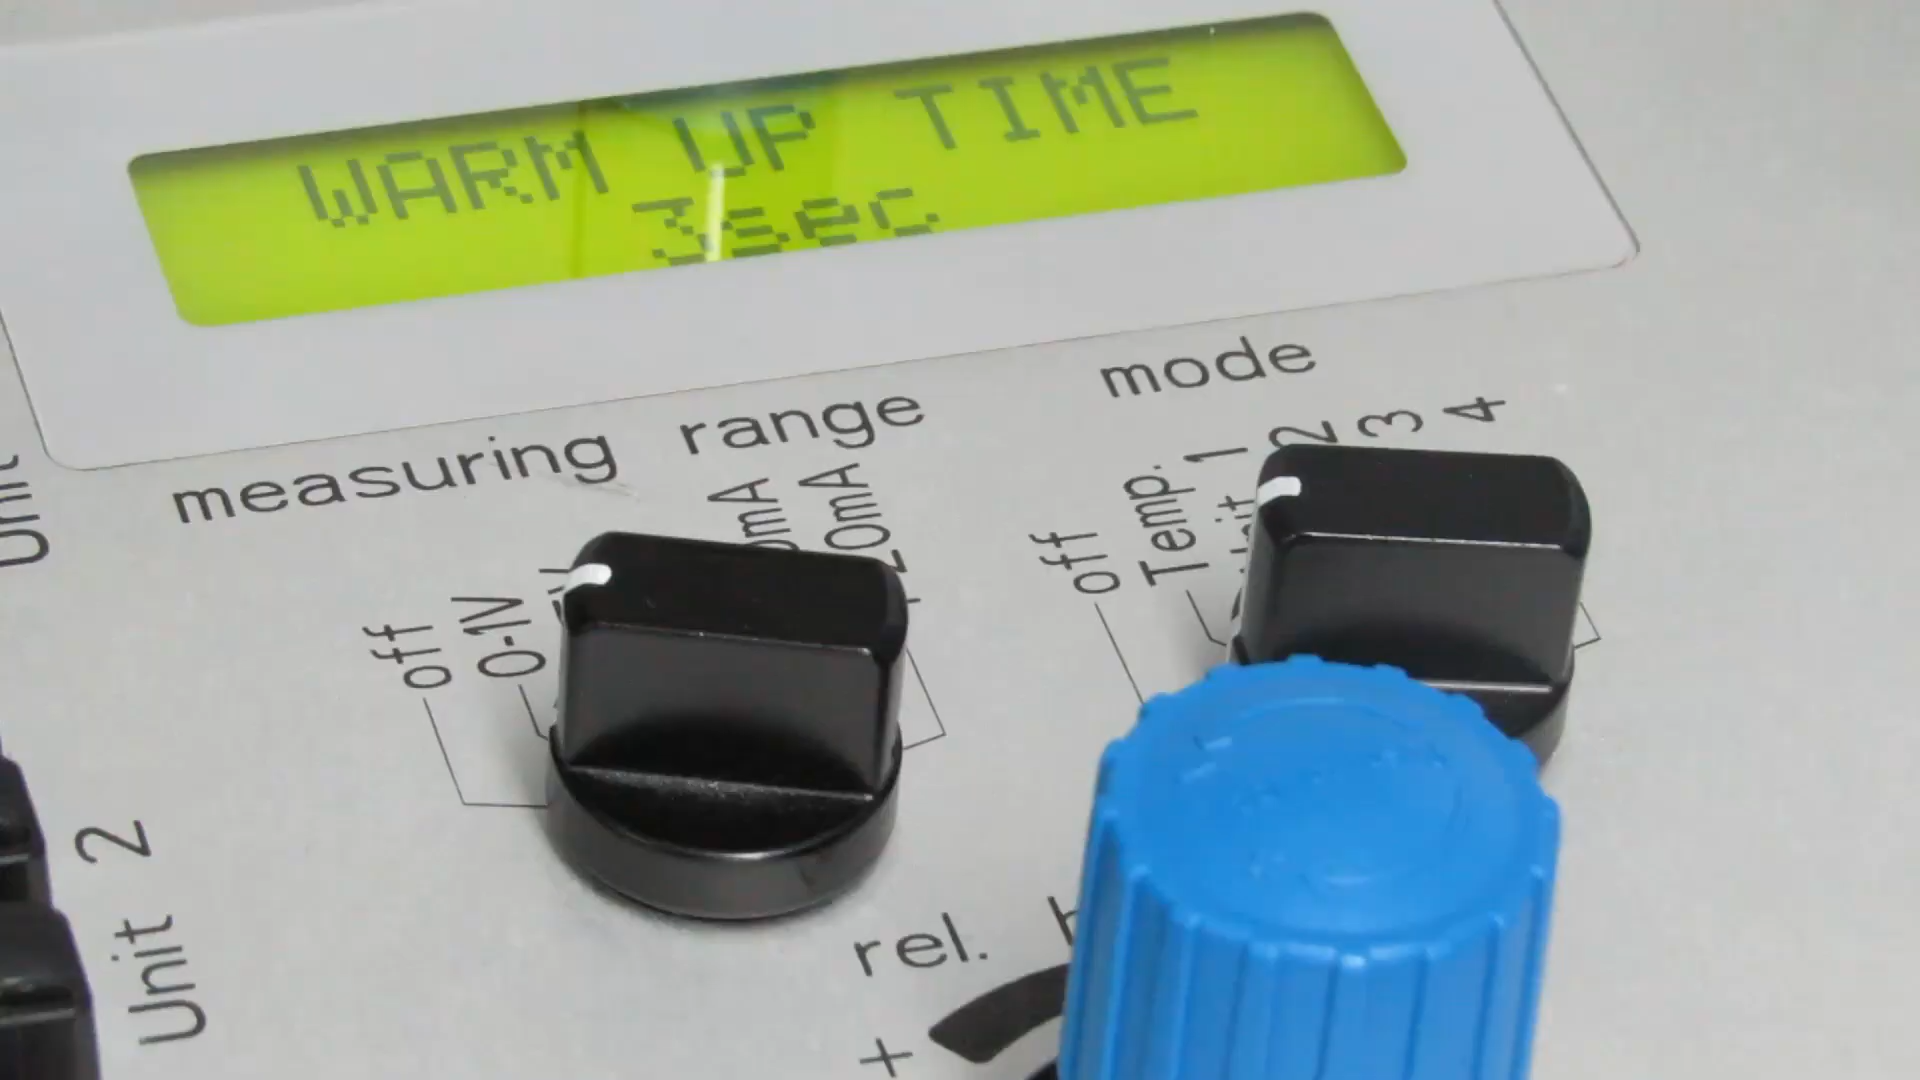 WARM UP TIME
3sec
measuring range
mode
off
0-1V
20mA
off
Temp.
1
2
3
4
Unit 2
rel.
+